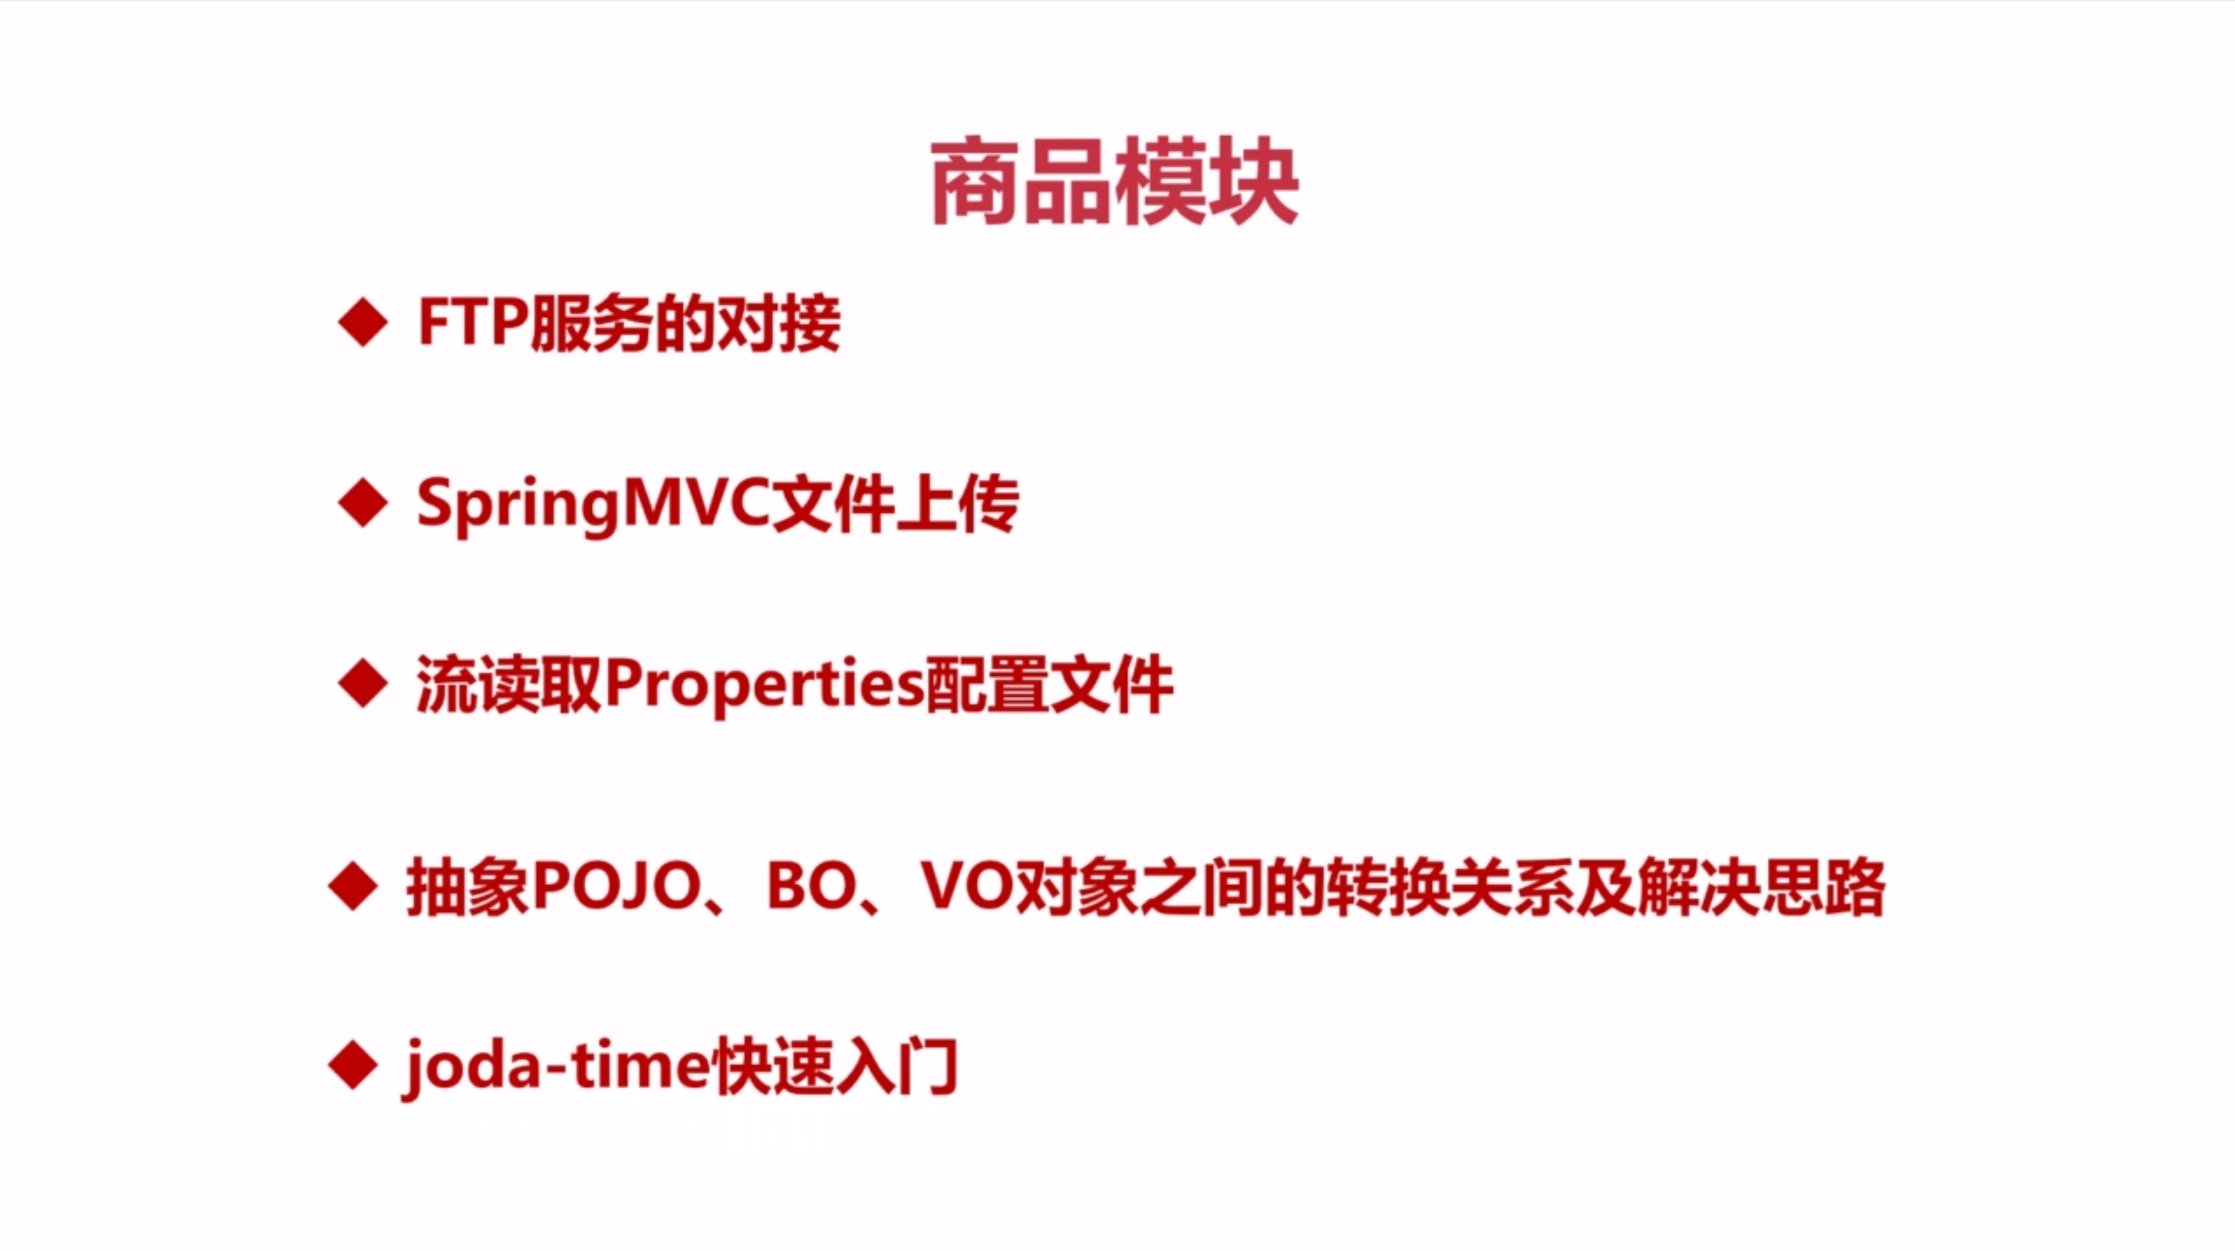 商品模块
◆ FTP服务的对接
◆ SpringMVC文件上传
◆ 流读取Properties配置文件
◆ 抽象POJO、BO、VO对象之间的转换关系及解决思路
◆ joda-time快速入门